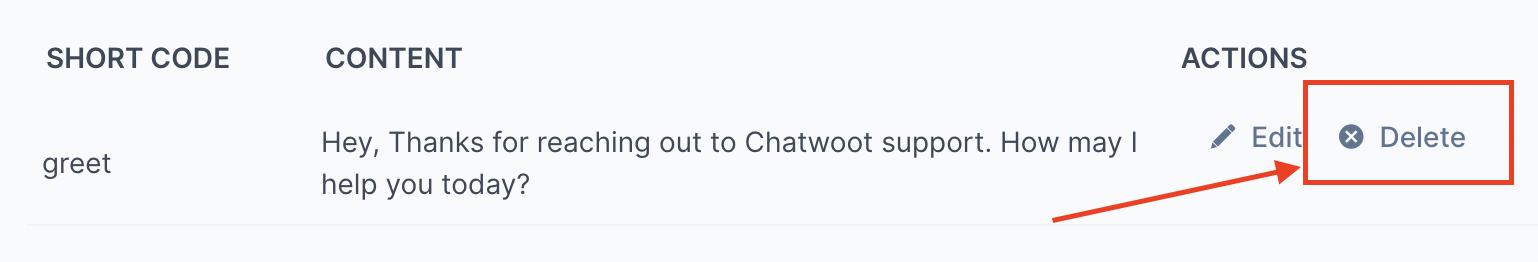 SHORT CODE CONTENT ACTIONS
greet
Hey, Thanks for reaching out to Chatwoot support. How may I
help you today?
Edit Delete